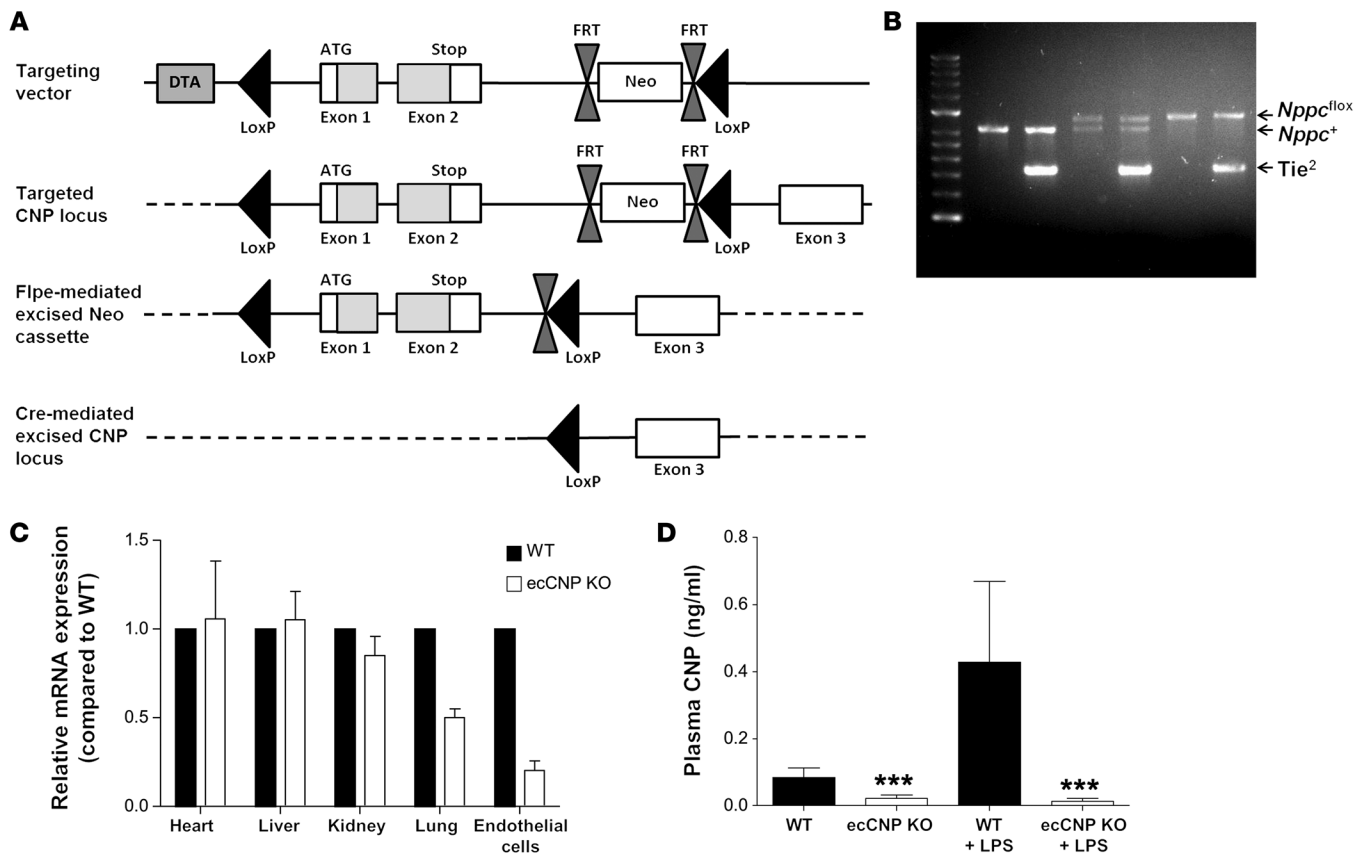 A
Targeting
vector
DTA
LoxP
ATG
Stop
Exon 1
Exon 2
FRT
FRT
Neo
LoxP
Targeted
CNP locus
LoxP
ATG
Stop
Exon 1
Exon 2
FRT
FRT
Neo
LoxP
Exon 3
Flpe-mediated
excised Neo
cassette
LoxP
ATG
Stop
Exon 1
Exon 2
LoxP
Exon 3
Cre-mediated
excised CNP
locus
LoxP
Exon 3
B
Nppcflox
Nppc+
Tie2
C
Relative mRNA expression
(compared to WT)
1.5
1.0
0.5
0.0
WT
ecCNP KO
Heart
Liver
Kidney
Lung
Endothelial
cells
D
Plasma CNP (ng/ml)
0.8
0.6
0.4
0.2
0.0
***
***
WT
ecCNP KO
WT
+ LPS
ecCNP KO
+ LPS